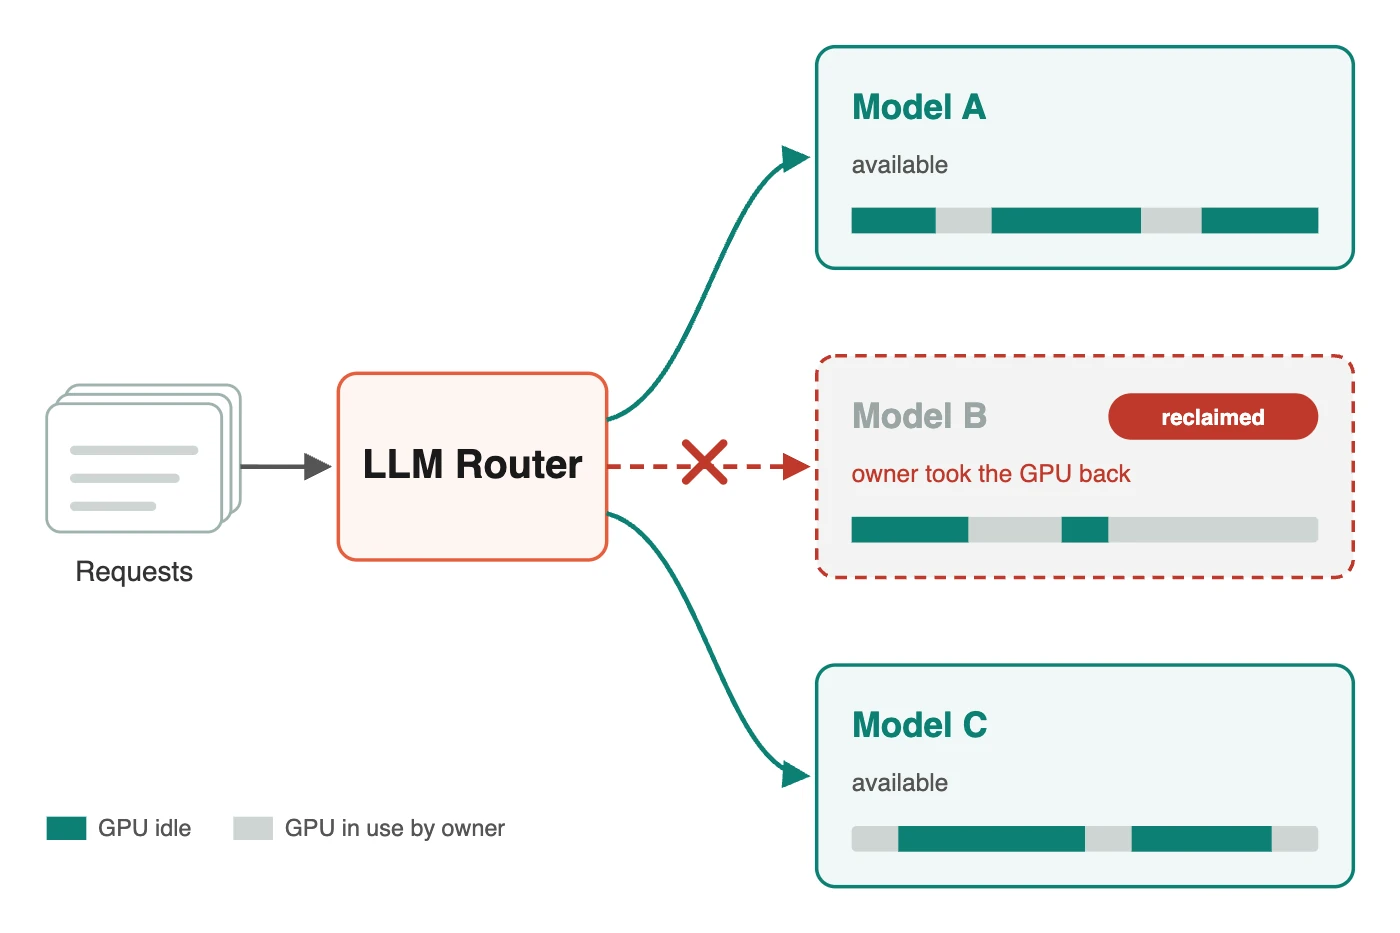 Model A
available
Model B
reclaimed
owner took the GPU back
LLM Router
Requests
Model C
available
GPU idle
GPU in use by owner